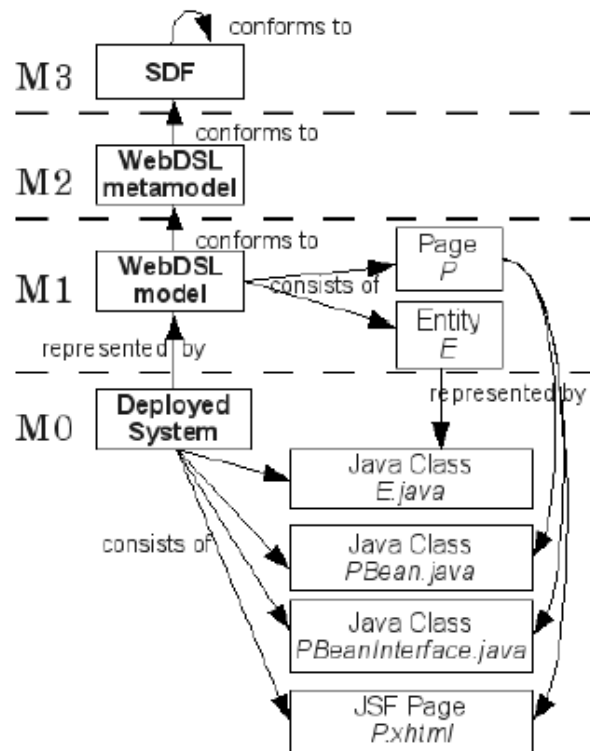 conforms to
M3
SDF
conforms to
M2
WebDSL
metamodel
conforms to
Page
P
M1
WebDSL
model
consists of
Entity
E
represented by
represented by
M0
Deployed
System
Java Class
E.java
consists of
Java Class
PBean.java
Java Class
PBeanInterface.java
JSF Page
P.xhtml